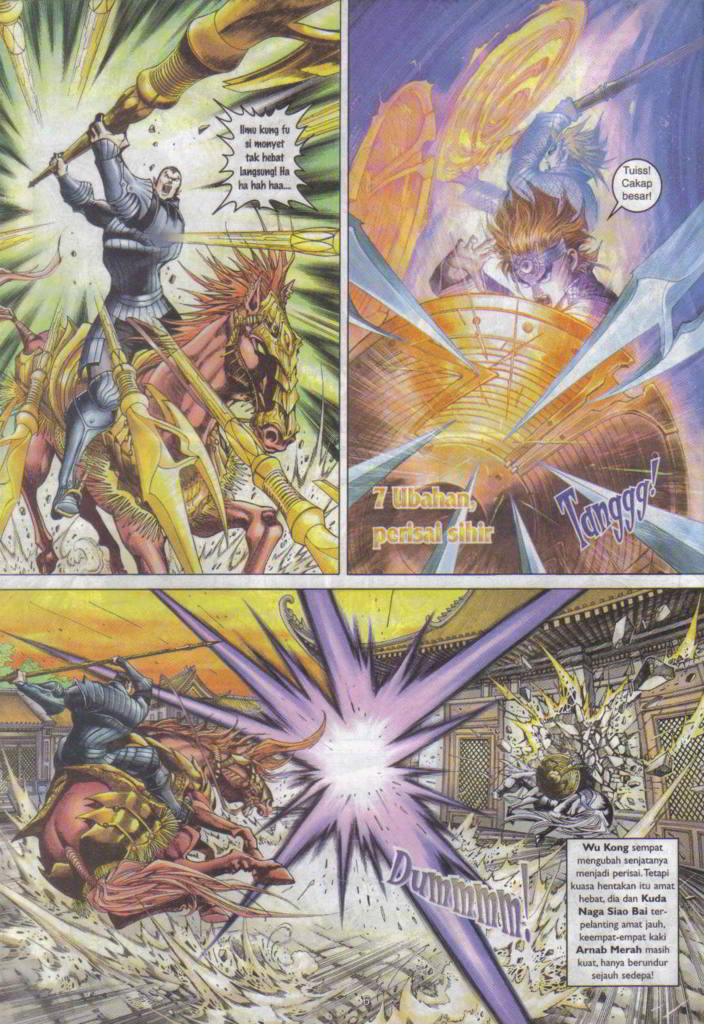 Ilmu kung fu
si monyet
tak hebat
langsung! Ha
ha hah haa....
Tuiss!
Cakap
besar!
7 Ubahan,
perisai sihir
Tanggg!
Dummmm!
Wu Kong sempat
mengubah senjatanya
menjadi perisai. Tetapi
kuasa hentakan itu amat
hebat, dia dan Kuda
Naga Siao Bai ter-
pelanting amat jauh,
keempat-empat kaki
Arnab Merah masih
kuat, hanya berundur
sejauh sedepa!